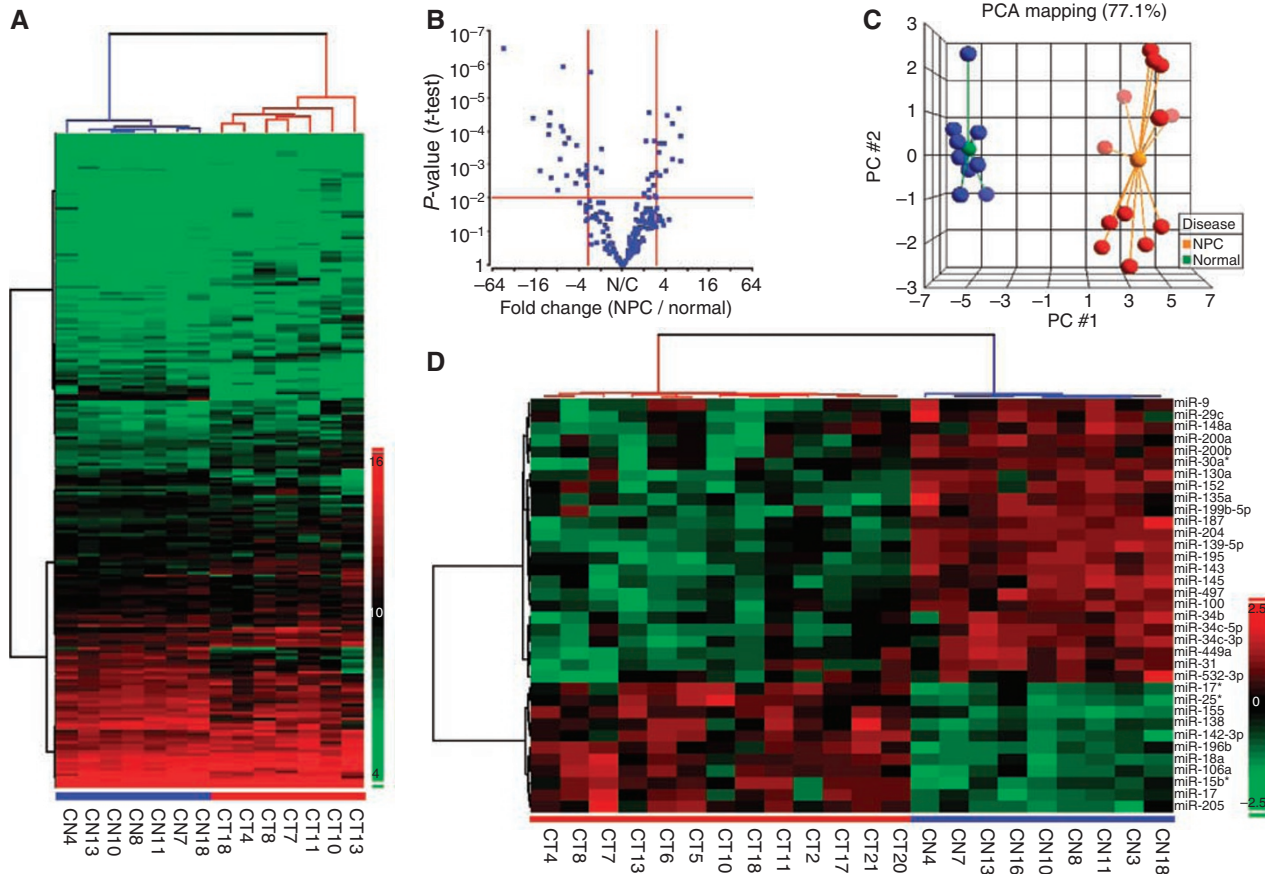 A
16
10
4
CN4
CN13
CN10
CN8
CN11
CN7
CN18
CT18
CT4
CT8
CT7
CT11
CT10
CT13
B
P-value (t-test)
10−7
10−6
10−5
10−4
10−3
10−2
10−1
1
−64 −16 −4 N/C 4 16 64
Fold change (NPC / normal)
C
PCA mapping (77.1%)
PC #2
3
2
1
0
−1
−2
−3
−7 −5 −3 −1 1 3 5 7
PC #1
Disease
NPC
Normal
D
miR-9
miR-29c
miR-148a
miR-200a
miR-200b
miR-30a*
miR-130a
miR-152
miR-135a
miR-199b-5p
miR-187
miR-204
miR-139-5p
miR-195
miR-143
miR-145
miR-497
miR-100
miR-34b
miR-34c-5p
miR-34c-3p
miR-449a
miR-31
miR-532-3p
miR-17*
miR-25*
miR-155
miR-138
miR-142-3p
miR-196b
miR-18a
miR-106a
miR-15b*
miR-17
miR-205
2.5
0
−2.5
CT4
CT8
CT7
CT13
CT6
CT5
CT10
CT18
CT11
CT2
CT17
CT21
CT20
CN4
CN7
CN13
CN16
CN10
CN8
CN11
CN3
CN18